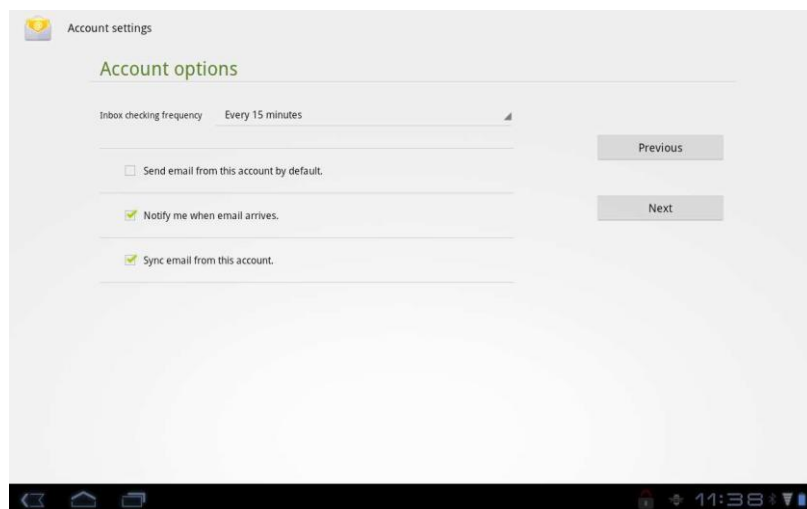 Account settings
Account options
Inbox checking frequency Every 15 minutes
Previous
Send email from this account by default.
Next
Notify me when email arrives.
Sync email from this account.
11:38